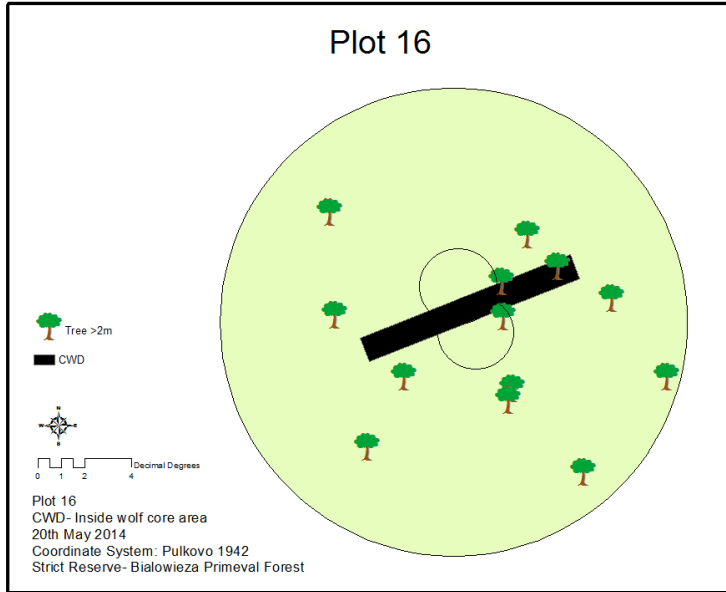 Plot 16
Tree >2m
CWD
N
W E
S
Decimal Degrees
0 1 2 4
Plot 16
CWD- Inside wolf core area
20th May 2014
Coordinate System: Pulkovo 1942
Strict Reserve- Bialowieza Primeval Forest